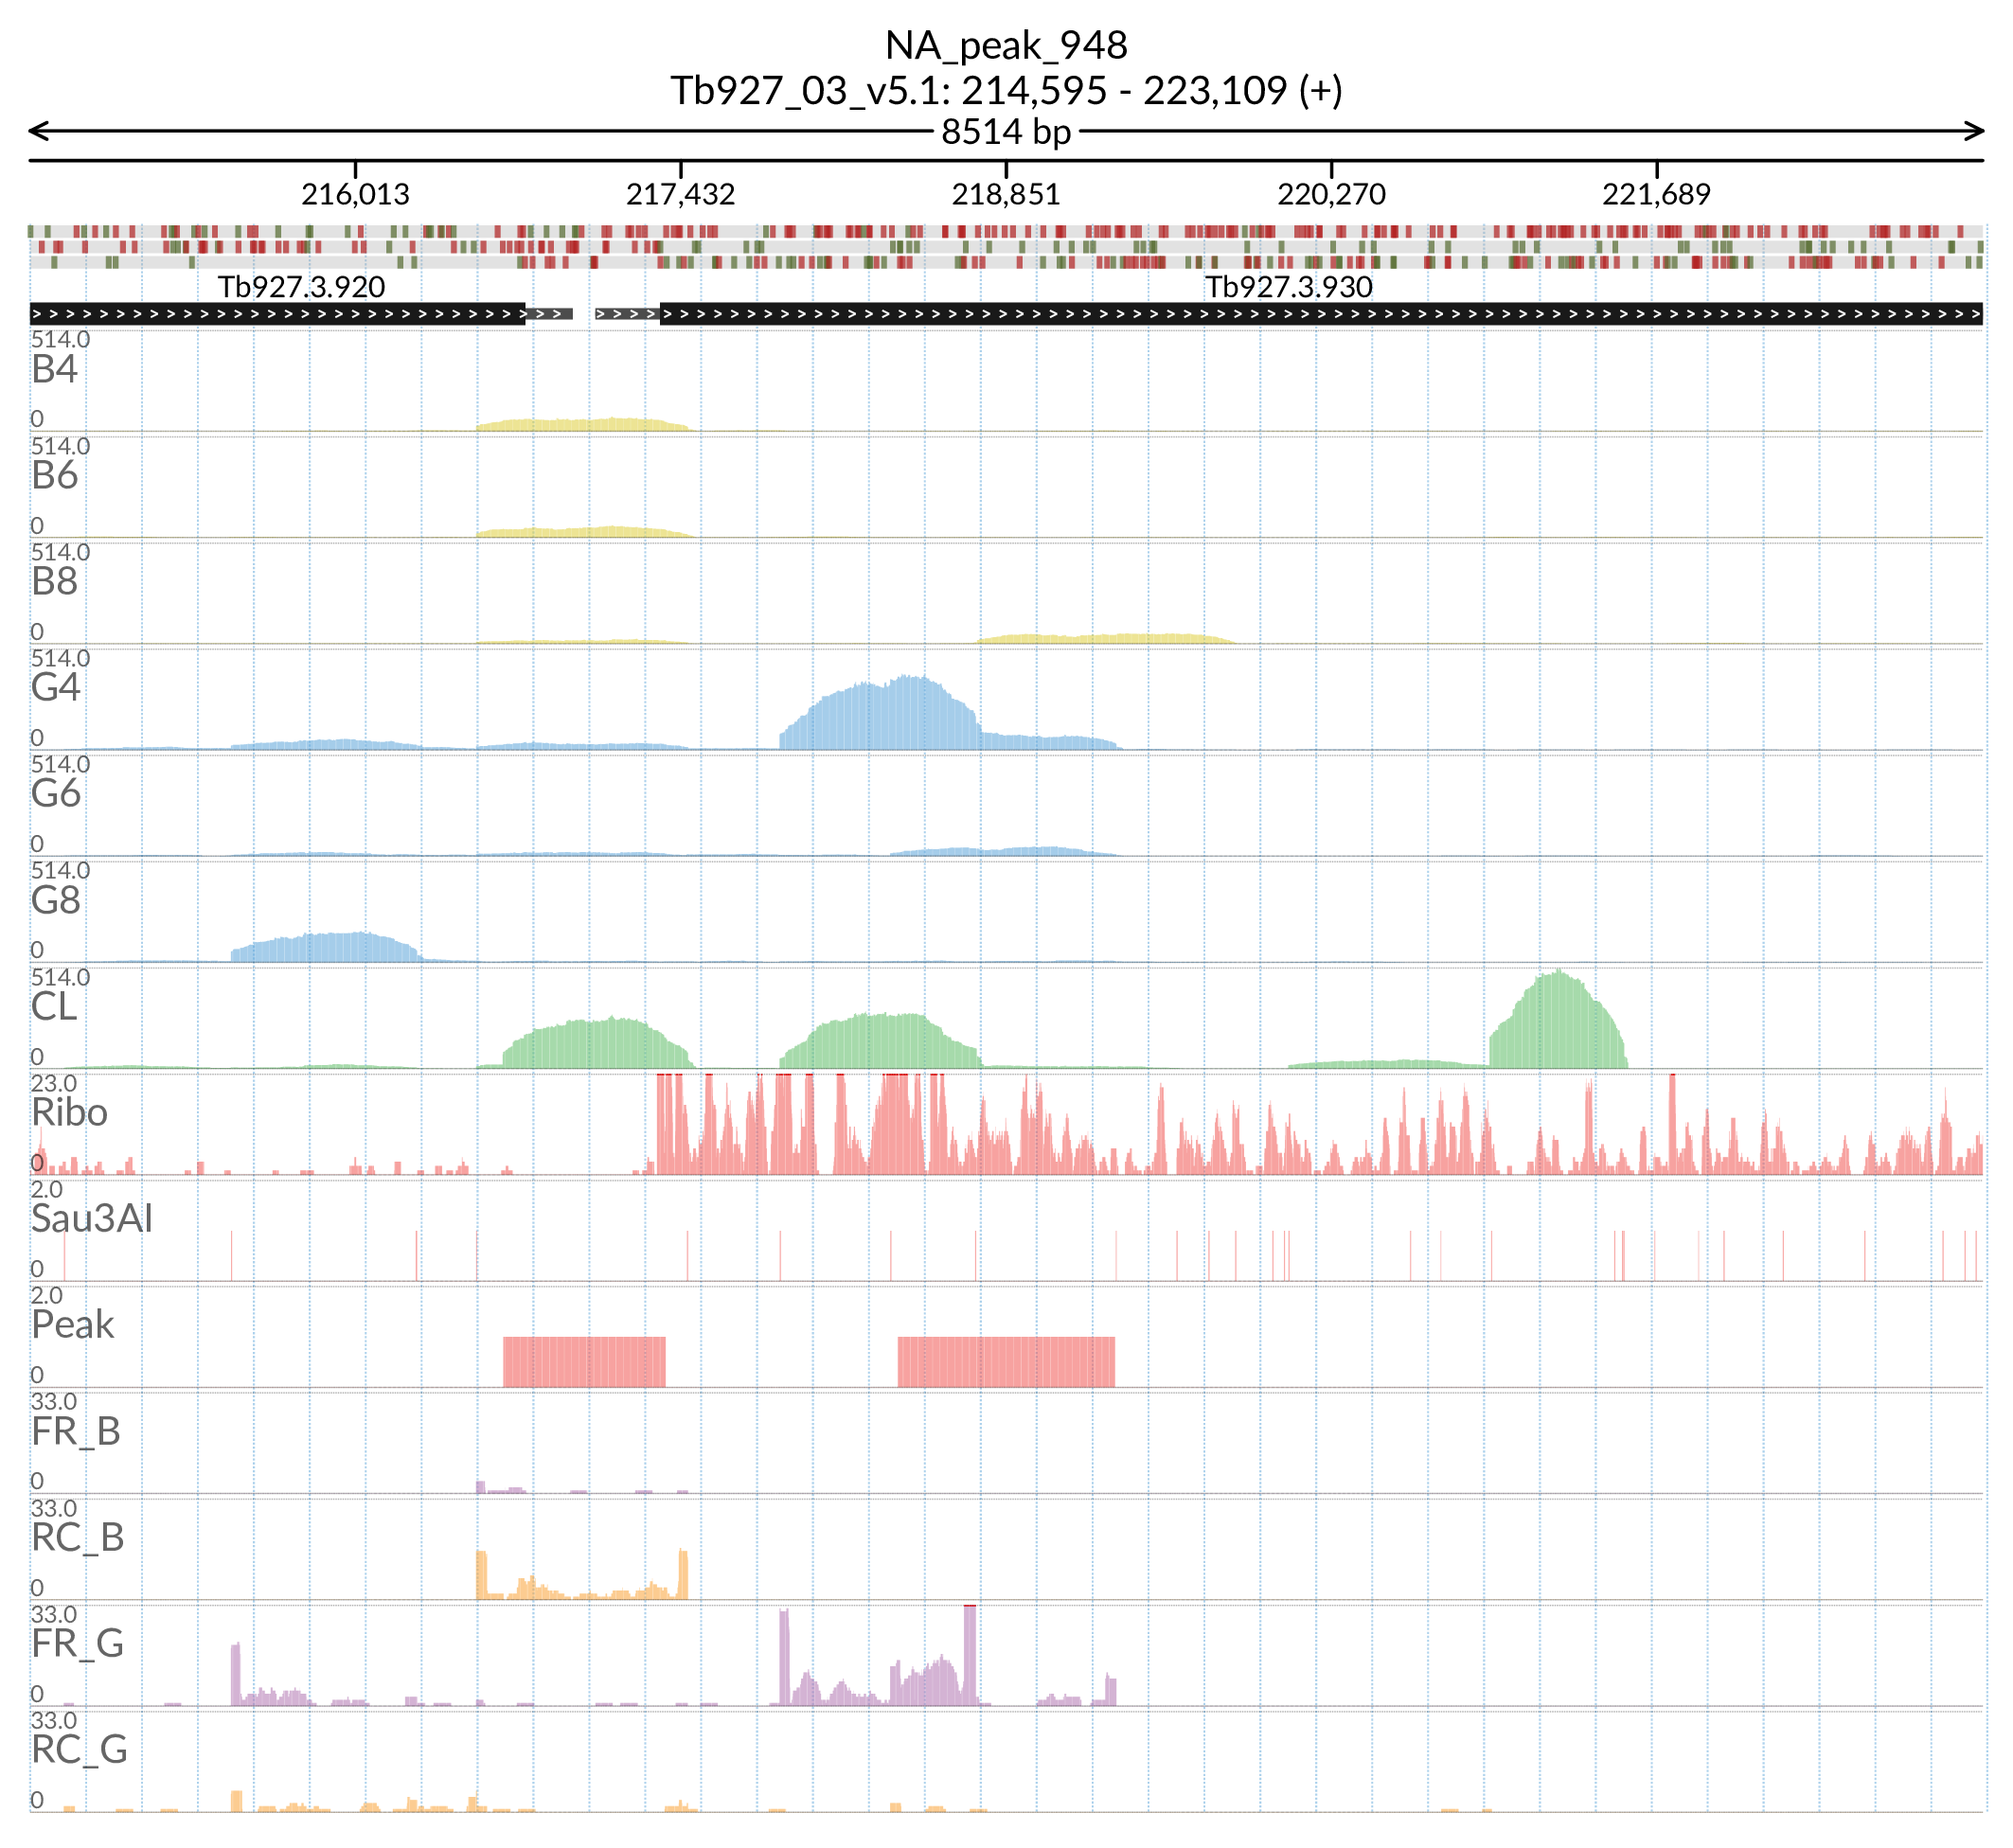 NA_peak_948
Tb927_03_v5.1: 214,595 - 223,109 (+)
8514 bp
216,013 217,432 218,851 220,270 221,689
Tb927.3.920 Tb927.3.930
514.0
B4
0
514.0
B6
0
514.0
B8
0
514.0
G4
0
514.0
G6
0
514.0
G8
0
514.0
CL
0
23.0
Ribo
0
2.0
Sau3AI
0
2.0
Peak
0
33.0
FR_B
0
33.0
RC_B
0
33.0
FR_G
0
33.0
RC_G
0